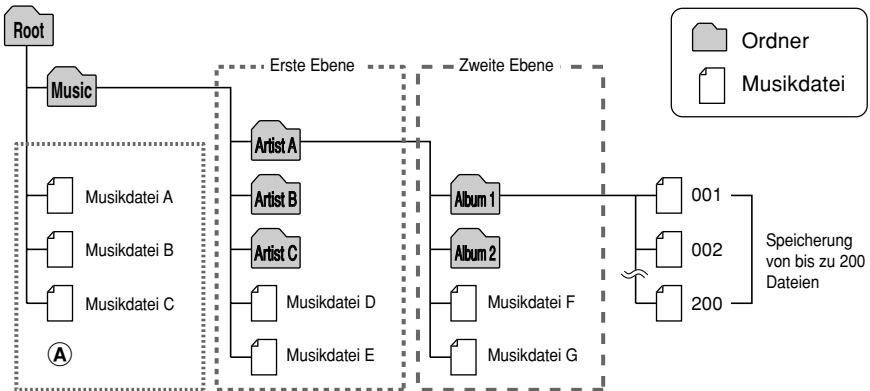 Root
Music
Musikdatei A
Musikdatei B
Musikdatei C
A
Erste Ebene
Artist A
Artist B
Artist C
Musikdatei D
Musikdatei E
Zweite Ebene
Album 1
Album 2
Musikdatei F
Musikdatei G
001
002
200
Speicherung
von bis zu 200
Dateien
Ordner
Musikdatei